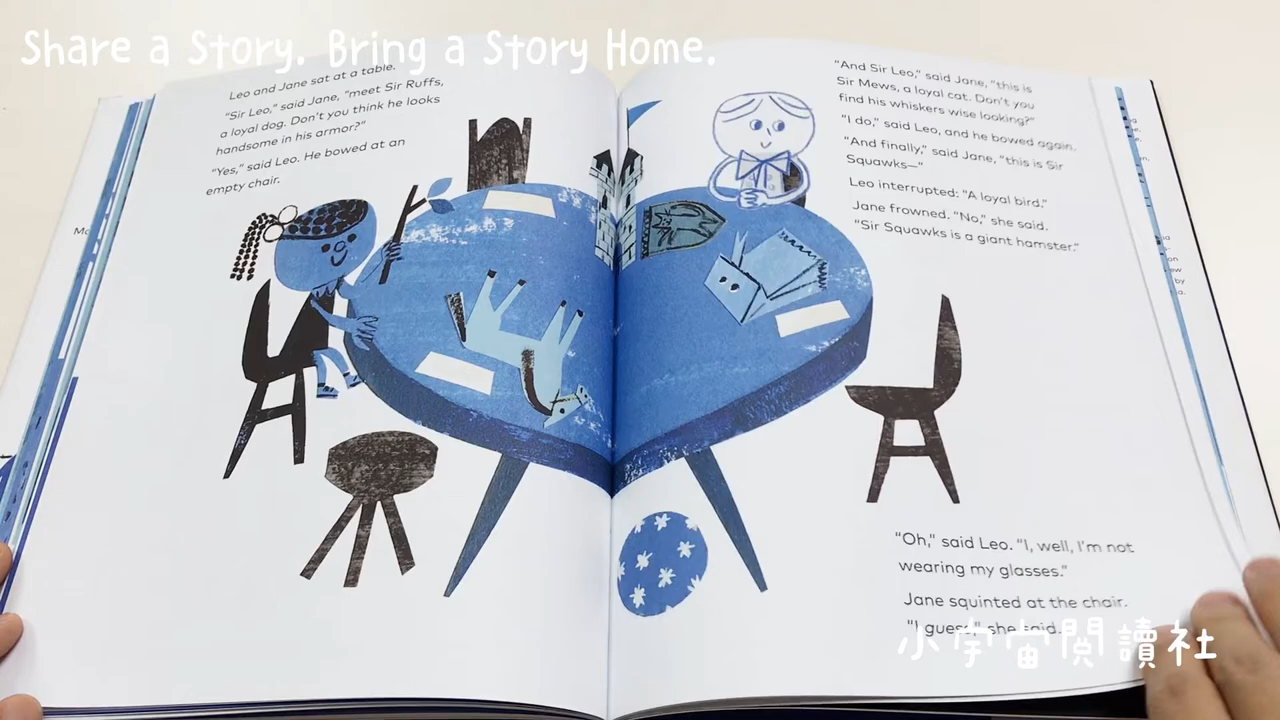 Share a Story. Bring a Story Home.
Leo and Jane sat at a table.
"Sir Leo," said Jane, "meet Sir Ruffs,
a loyal dog. Don't you think he looks
handsome in his armor?"
"Yes," said Leo. He bowed at an
empty chair.
"And Sir Leo," said Jane, "this is
Sir Mews, a loyal cat. Don't you
find his whiskers wise looking?"
"I do," said Leo, and he bowed again.
"And finally," said Jane, "this is Sir
Squawks—"
Leo interrupted: "A loyal bird."
Jane frowned. "No," she said.
"Sir Squawks is a giant hamster."
"Oh," said Leo. "I, well, I'm not
wearing my glasses."
Jane squinted at the chair.
"I guess," she said.
小宇宙閱讀社